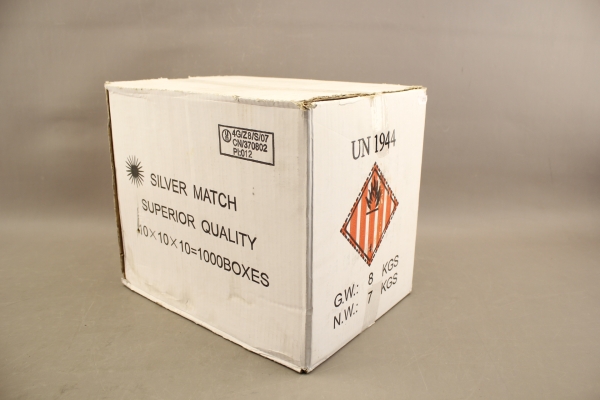 4G/Z8/S/07
CN/370802
PI:012
SILVER MATCH
SUPERIOR QUALITY
10×10×10=1000BOXES
UN 1944
G.W.: 8 KGS
N.W.: 7 KGS